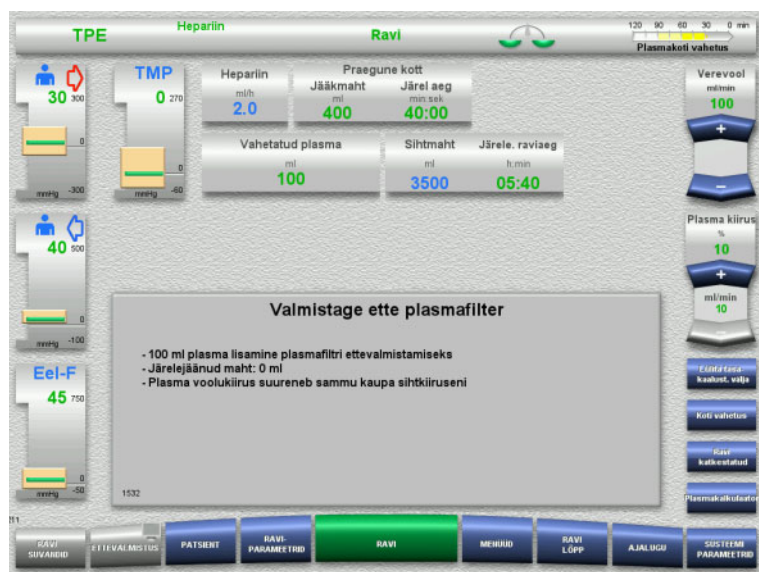 TPE
Hepariin
Ravi
120 90 60 30 0 min
Plasmakoti vahetus
30 300
0
mmHg -300
TMP
0 270
0
mmHg -60
Hepariin
ml/h
2.0
Praegune kott
Jääkmaht Järel aeg
ml min:sek
400 40:00
Vahetatud plasma
ml
100
Sihtmaht Järele. raviaeg
ml h:min
3500 05:40
Verevool
ml/min
100
+
–
40 500
0
mmHg -100
Plasma kiirus
%
10
+
ml/min
10
Eel-F
45 750
0
mmHg -50
Valmistage ette plasmafilter
- 100 ml plasma lisamine plasmafiltri ettevalmistamiseks
- Järelejäänud maht: 0 ml
- Plasma voolukiirus suureneb sammu kaupa sihtkiiruseni
1532
kaalust. välja
Koti vahetus
Ravi
katkestatud
Plasmakalkulaator
211
RAVI
SUVANDID
ETTEVALMISTUS
PATSIENT
RAVI-
PARAMEETRID
RAVI
MENÜÜD
RAVI
LÕPP
AJALUGU
SÜSTEEMI
PARAMEETRID